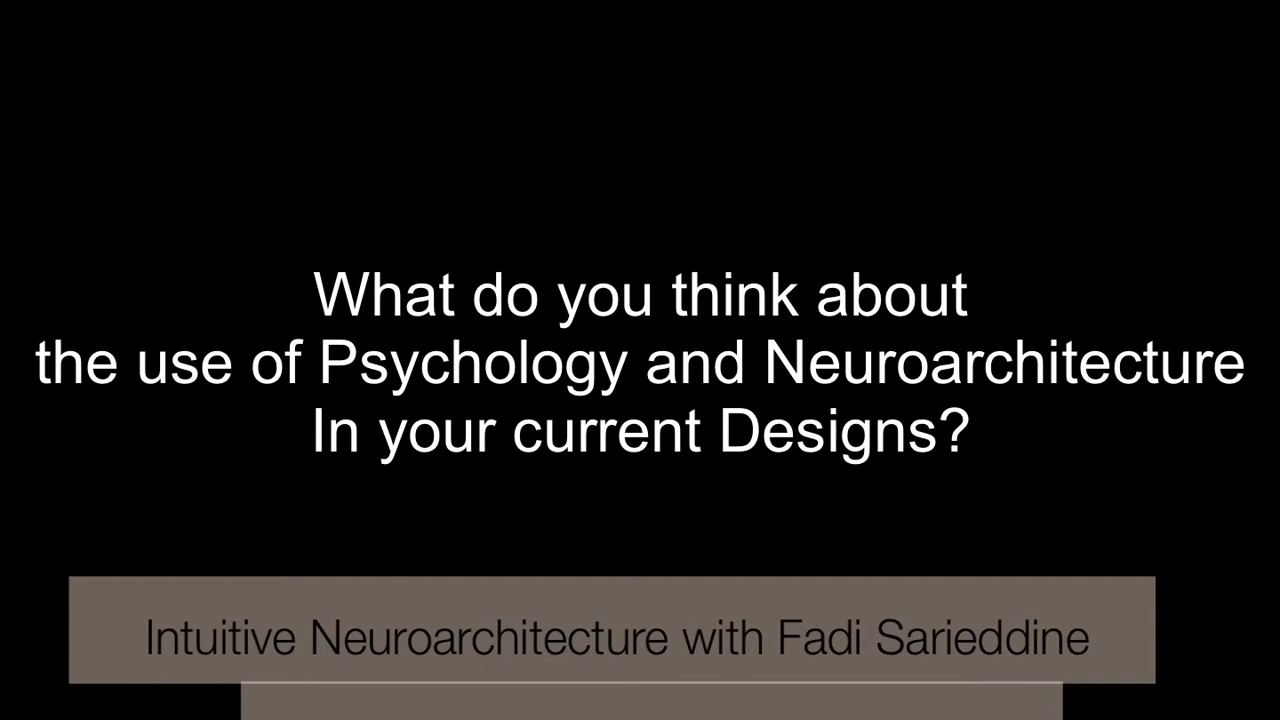 What do you think about
the use of Psychology and Neuroarchitecture
In your current Designs?
Intuitive Neuroarchitecture with Fadi Sarieddine